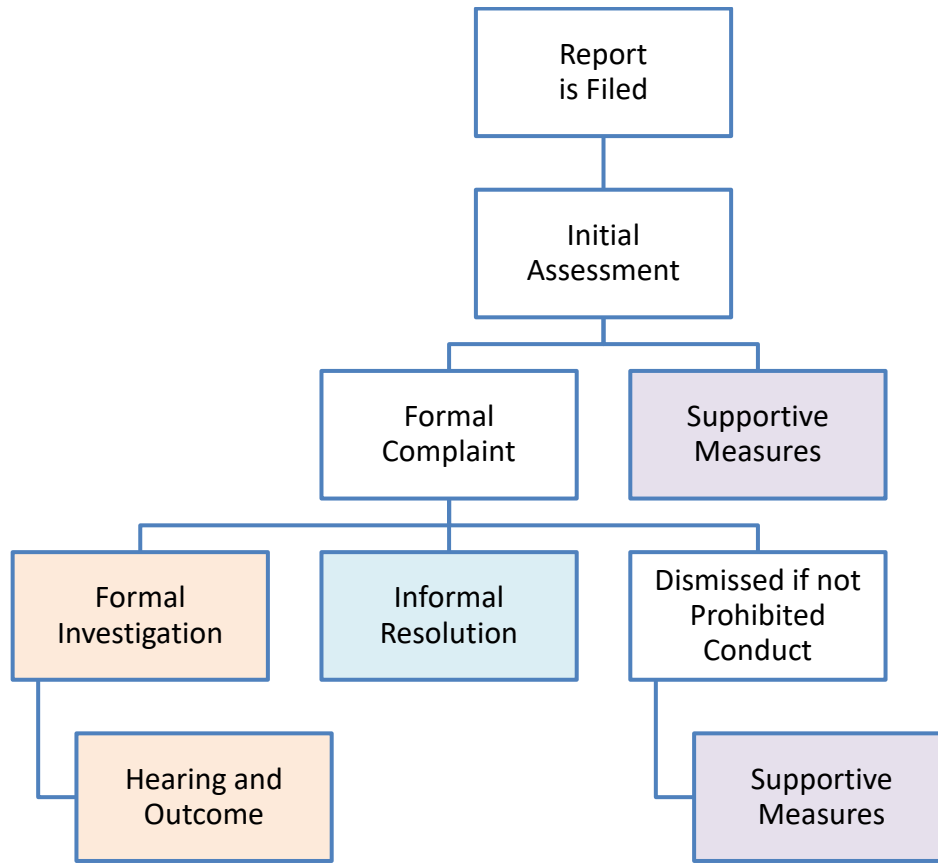 Report
is Filed
Initial
Assessment
Formal
Complaint
Supportive
Measures
Formal
Investigation
Informal
Resolution
Dismissed if not
Prohibited
Conduct
Hearing and
Outcome
Supportive
Measures